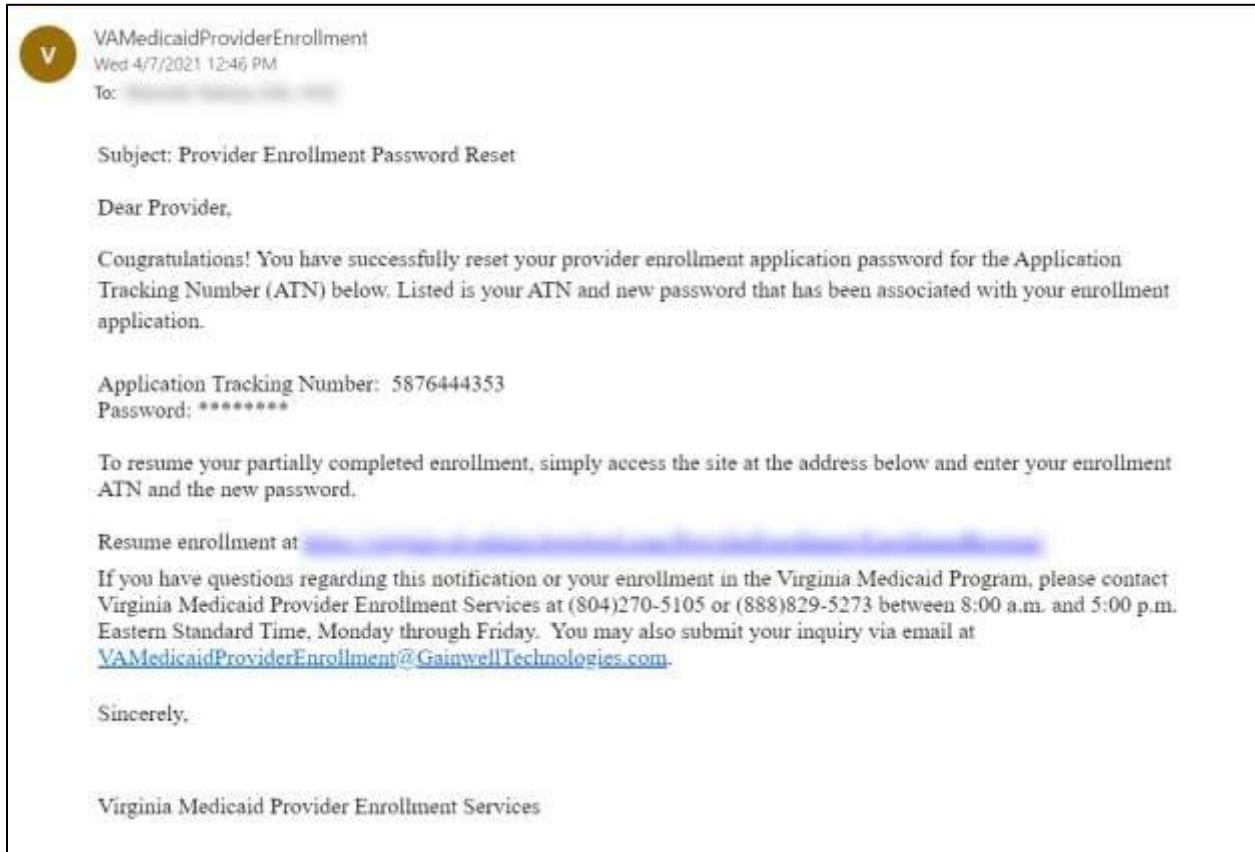 V
VAMedicaidProviderEnrollment
Wed 4/7/2021 12:46 PM
To:
Subject: Provider Enrollment Password Reset
Dear Provider,
Congratulations! You have successfully reset your provider enrollment application password for the Application
Tracking Number (ATN) below. Listed is your ATN and new password that has been associated with your enrollment
application.
Application Tracking Number: 5876444353
Password: ********
To resume your partially completed enrollment, simply access the site at the address below and enter your enrollment
ATN and the new password.
Resume enrollment at
If you have questions regarding this notification or your enrollment in the Virginia Medicaid Program, please contact
Virginia Medicaid Provider Enrollment Services at (804)270-5105 or (888)829-5273 between 8:00 a.m. and 5:00 p.m.
Eastern Standard Time, Monday through Friday. You may also submit your inquiry via email at
VAMedicaidProviderEnrollment@GainwellTechnologies.com.
Sincerely,
Virginia Medicaid Provider Enrollment Services